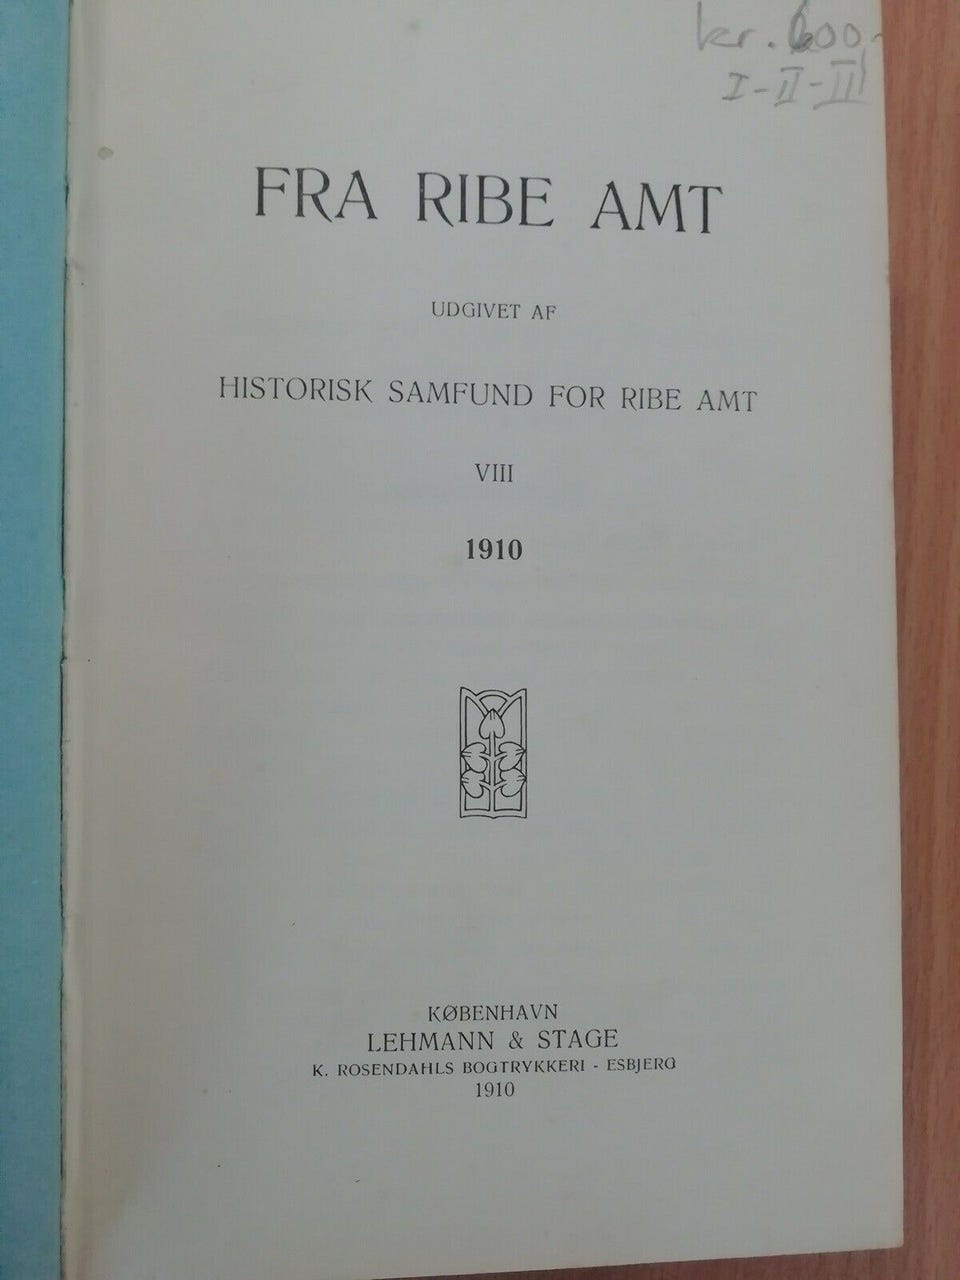 kr. 600.-
I-II-III
FRA RIBE AMT
UDGIVET AF
HISTORISK SAMFUND FOR RIBE AMT
VIII
1910
KØBENHAVN
LEHMANN & STAGE
K. ROSENDAHLS BOGTRYKKERI - ESBJERG
1910